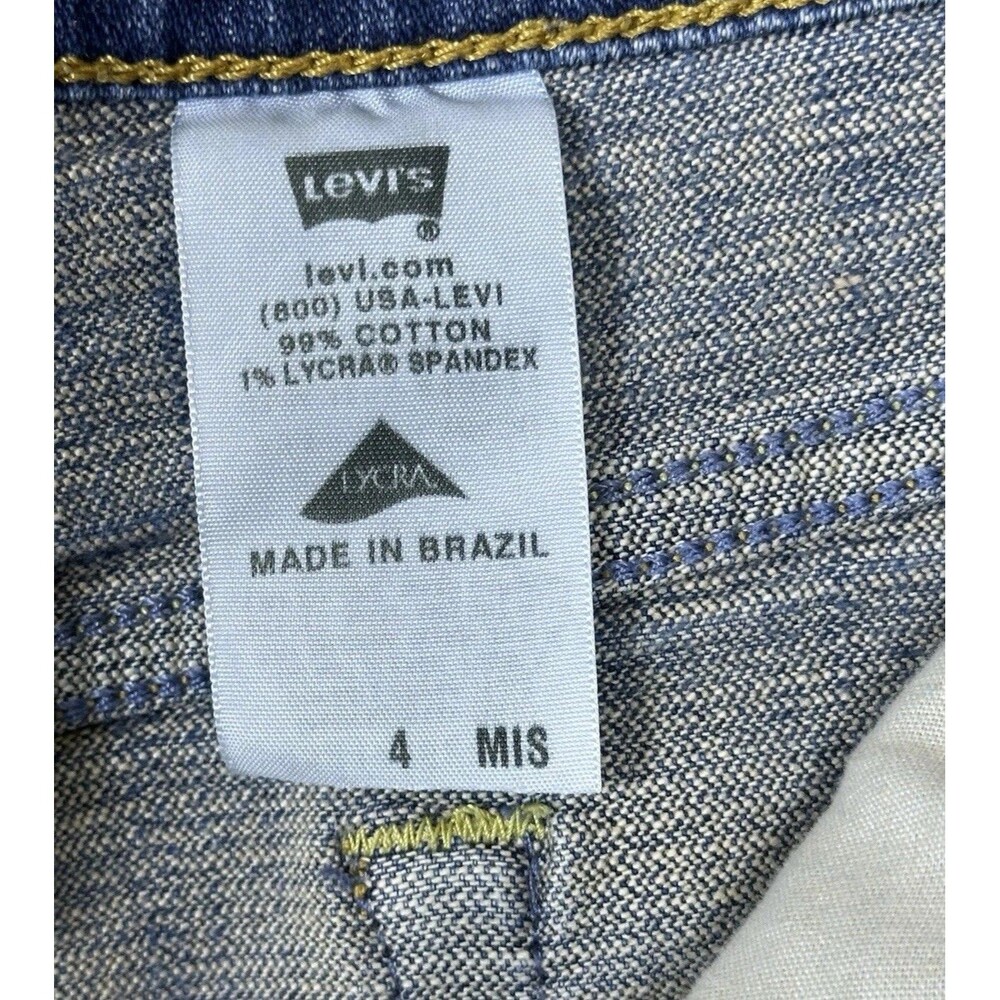 LEVI'S
®
levi.com
(800) USA-LEVI
99% COTTON
1% LYCRA® SPANDEX
LYCRA
MADE IN BRAZIL
4 MIS